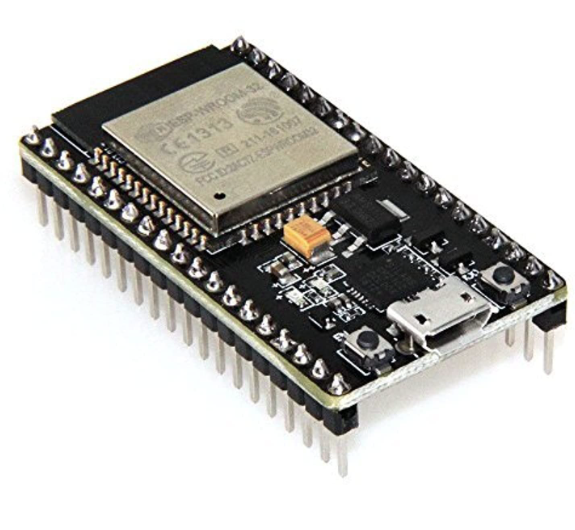 ESP-WROOM-32
CE1313
[R] 211-161007
FCC ID:2AC7Z-ESPWROOM32